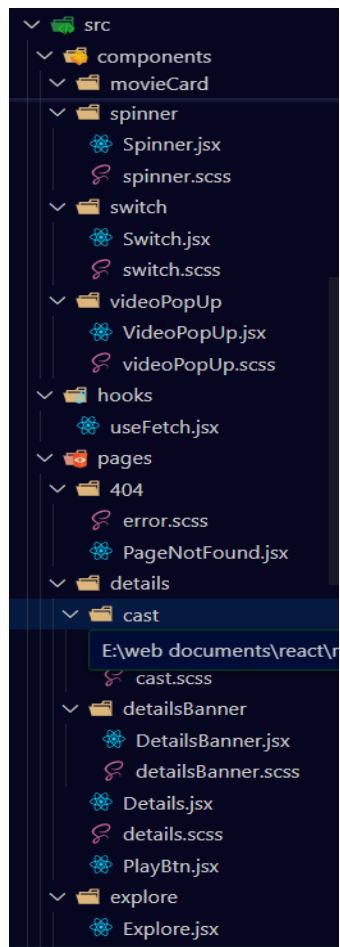 src
components
movieCard
spinner
Spinner.jsx
spinner.scss
switch
Switch.jsx
switch.scss
videoPopUp
VideoPopUp.jsx
videoPopUp.scss
hooks
useFetch.jsx
pages
404
error.scss
PageNotFound.jsx
details
cast
E:\web documents\react\
cast.scss
detailsBanner
DetailsBanner.jsx
detailsBanner.scss
Details.jsx
details.scss
PlayBtn.jsx
explore
Explore.jsx